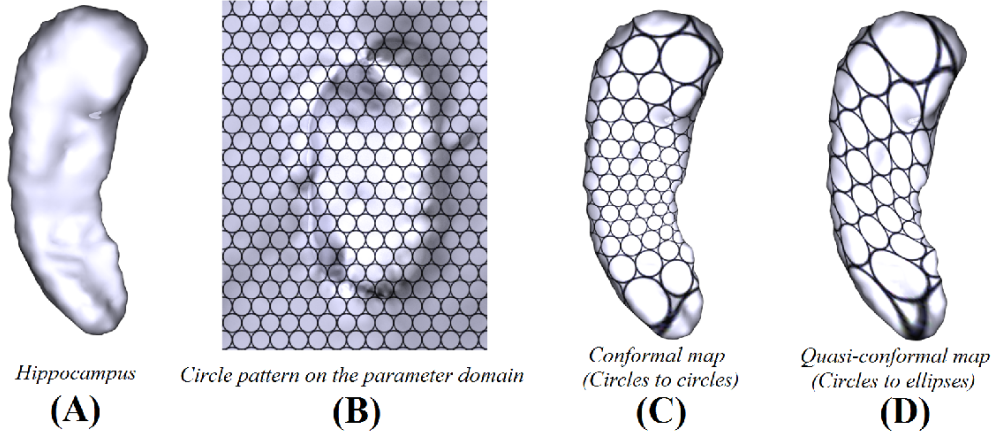 Hippocampus
(A)
Circle pattern on the parameter domain
(B)
Conformal map
(Circles to circles)
(C)
Quasi-conformal map
(Circles to ellipses)
(D)